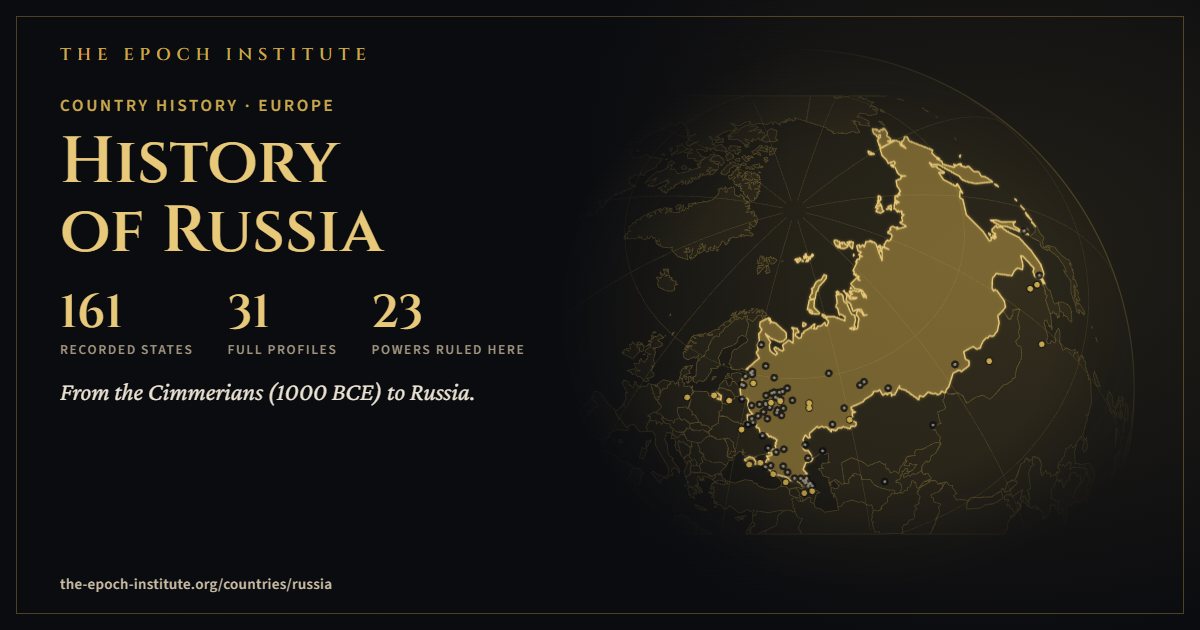 THE EPOCH INSTITUTE
COUNTRY HISTORY · EUROPE
HISTORY
OF RUSSIA
161 31 23
RECORDED STATES FULL PROFILES POWERS RULED HERE
From the Cimmerians (1000 BCE) to Russia.
the-epoch-institute.org/countries/russia